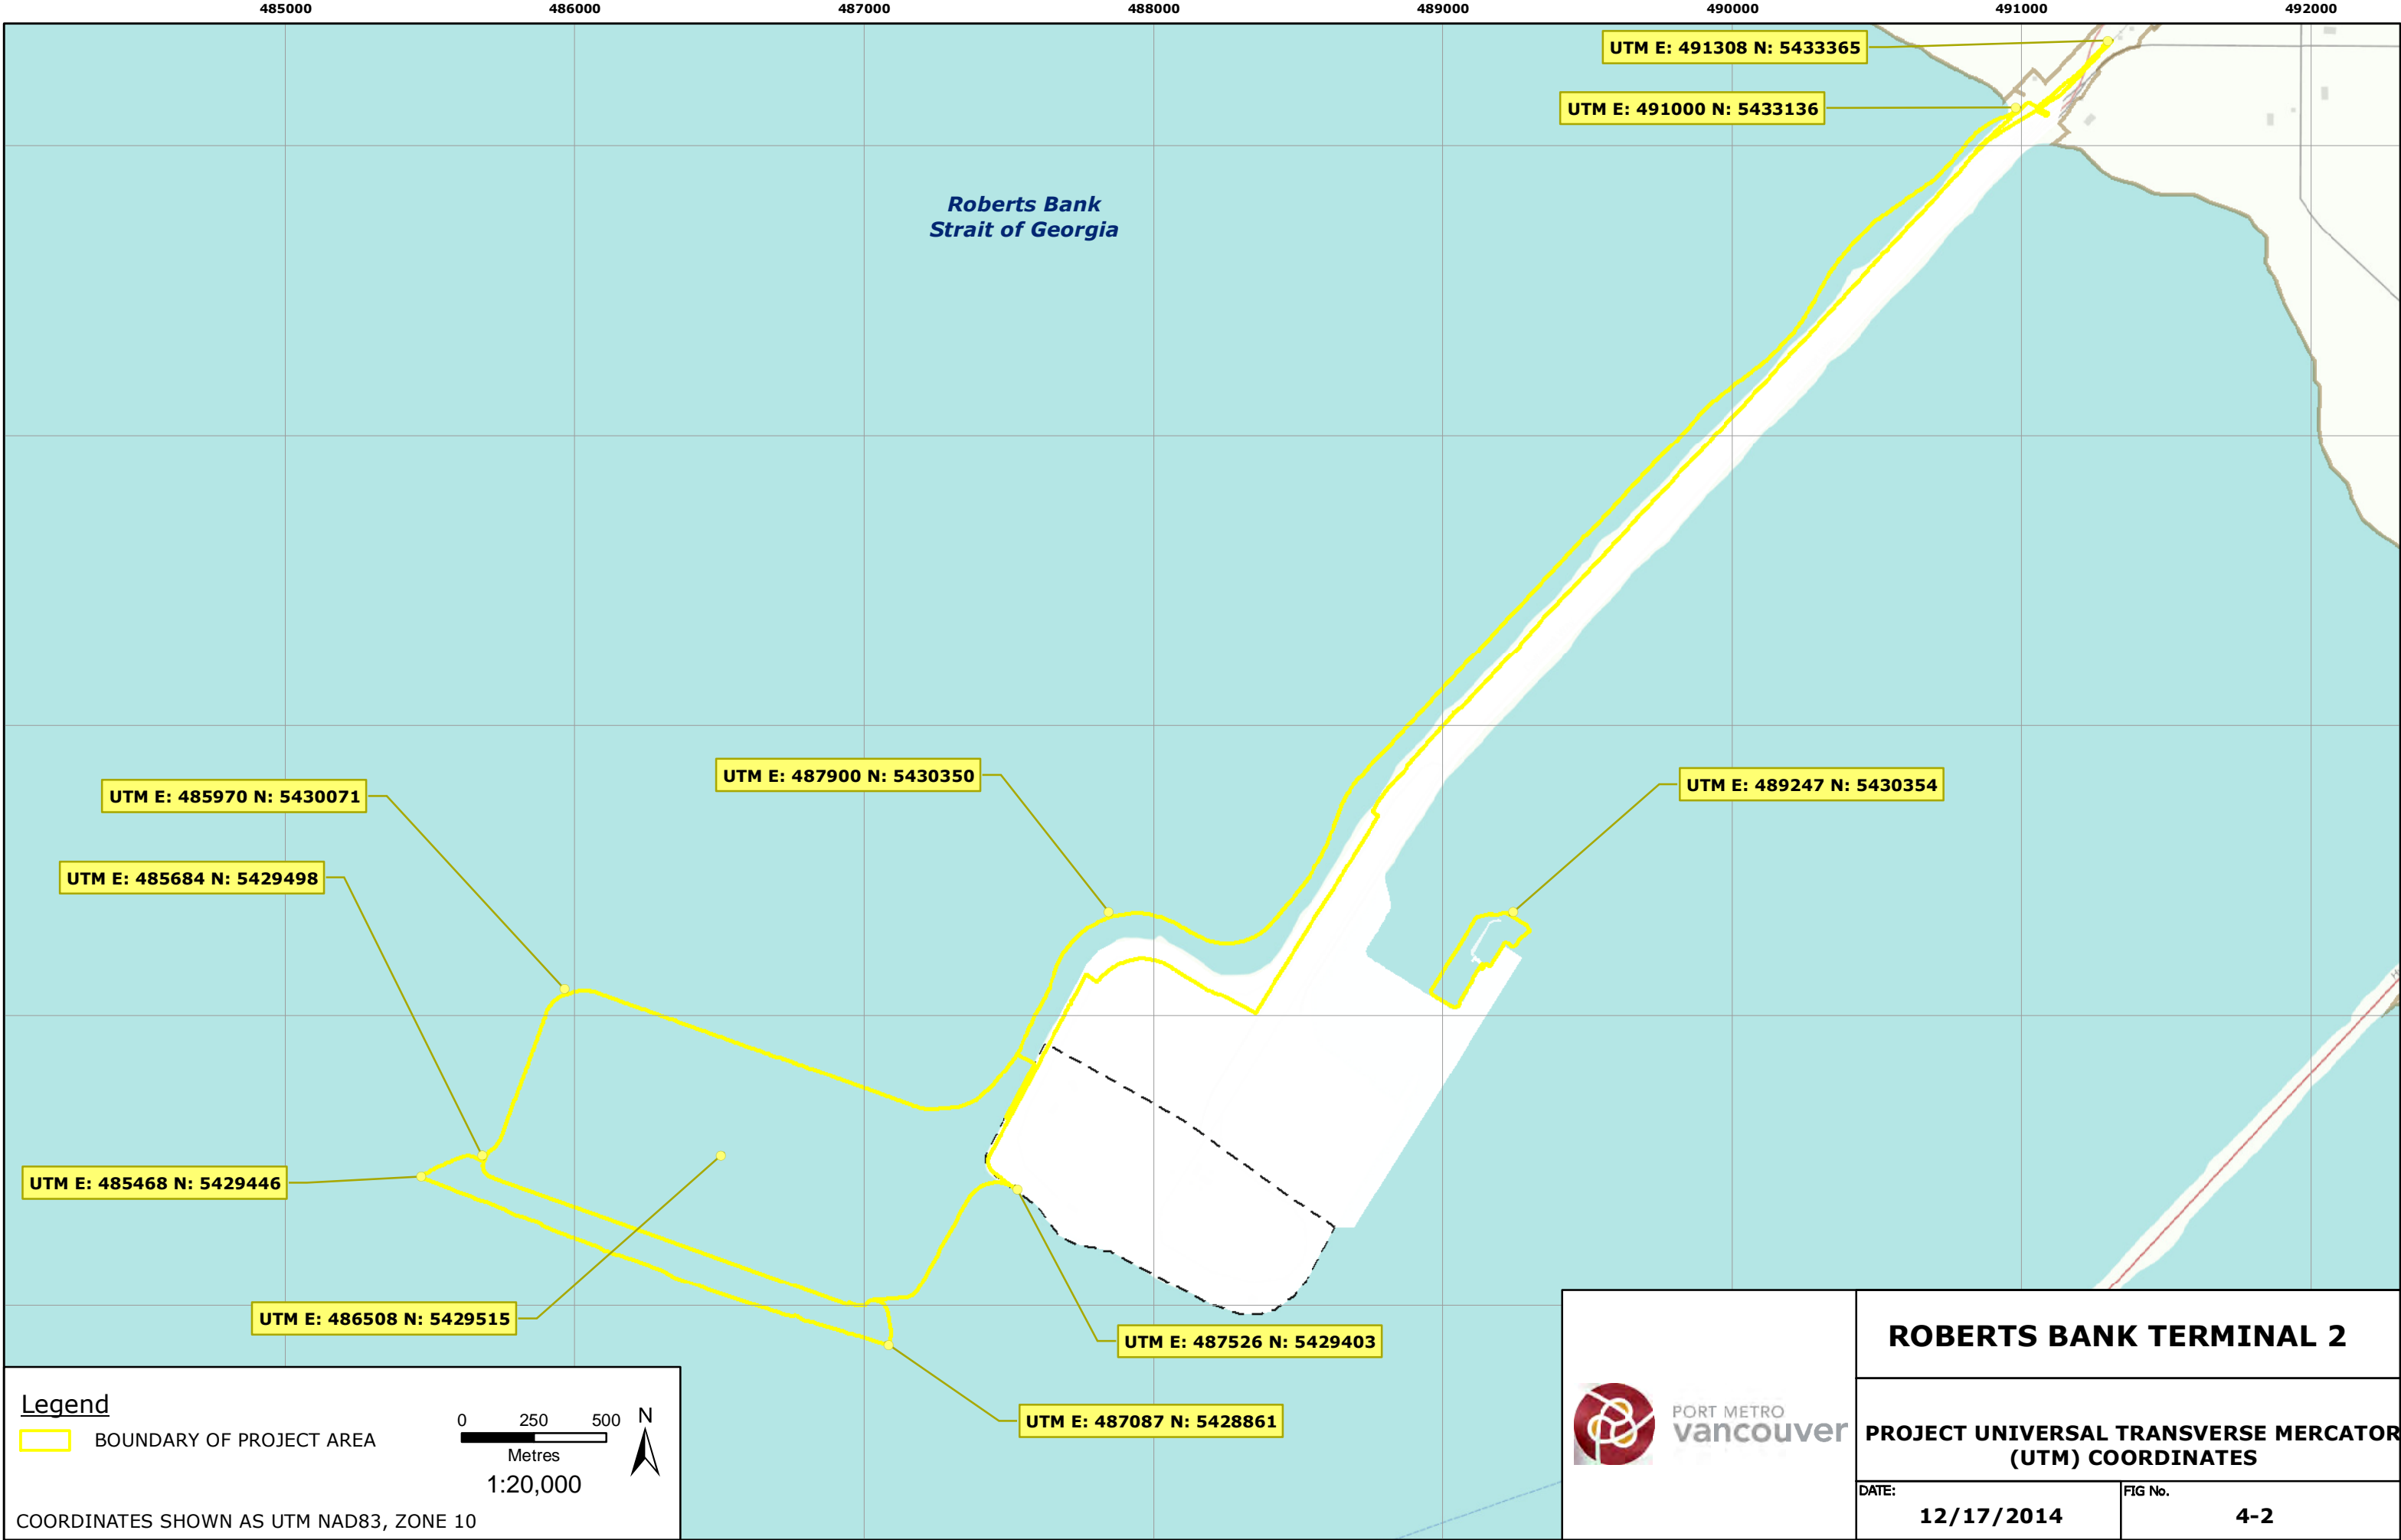 485000 486000 487000 488000 489000 490000 491000 492000
UTM E: 491308 N: 5433365
UTM E: 491000 N: 5433136
Roberts Bank
Strait of Georgia
UTM E: 487900 N: 5430350
UTM E: 489247 N: 5430354
UTM E: 485970 N: 5430071
UTM E: 485684 N: 5429498
UTM E: 485468 N: 5429446
UTM E: 486508 N: 5429515
UTM E: 487526 N: 5429403
UTM E: 487087 N: 5428861
Legend
BOUNDARY OF PROJECT AREA
0 250 500
Metres
1:20,000
N
COORDINATES SHOWN AS UTM NAD83, ZONE 10
PORT METRO
vancouver
ROBERTS BANK TERMINAL 2
PROJECT UNIVERSAL TRANSVERSE MERCATOR
(UTM) COORDINATES
DATE:
12/17/2014
FIG No.
4-2